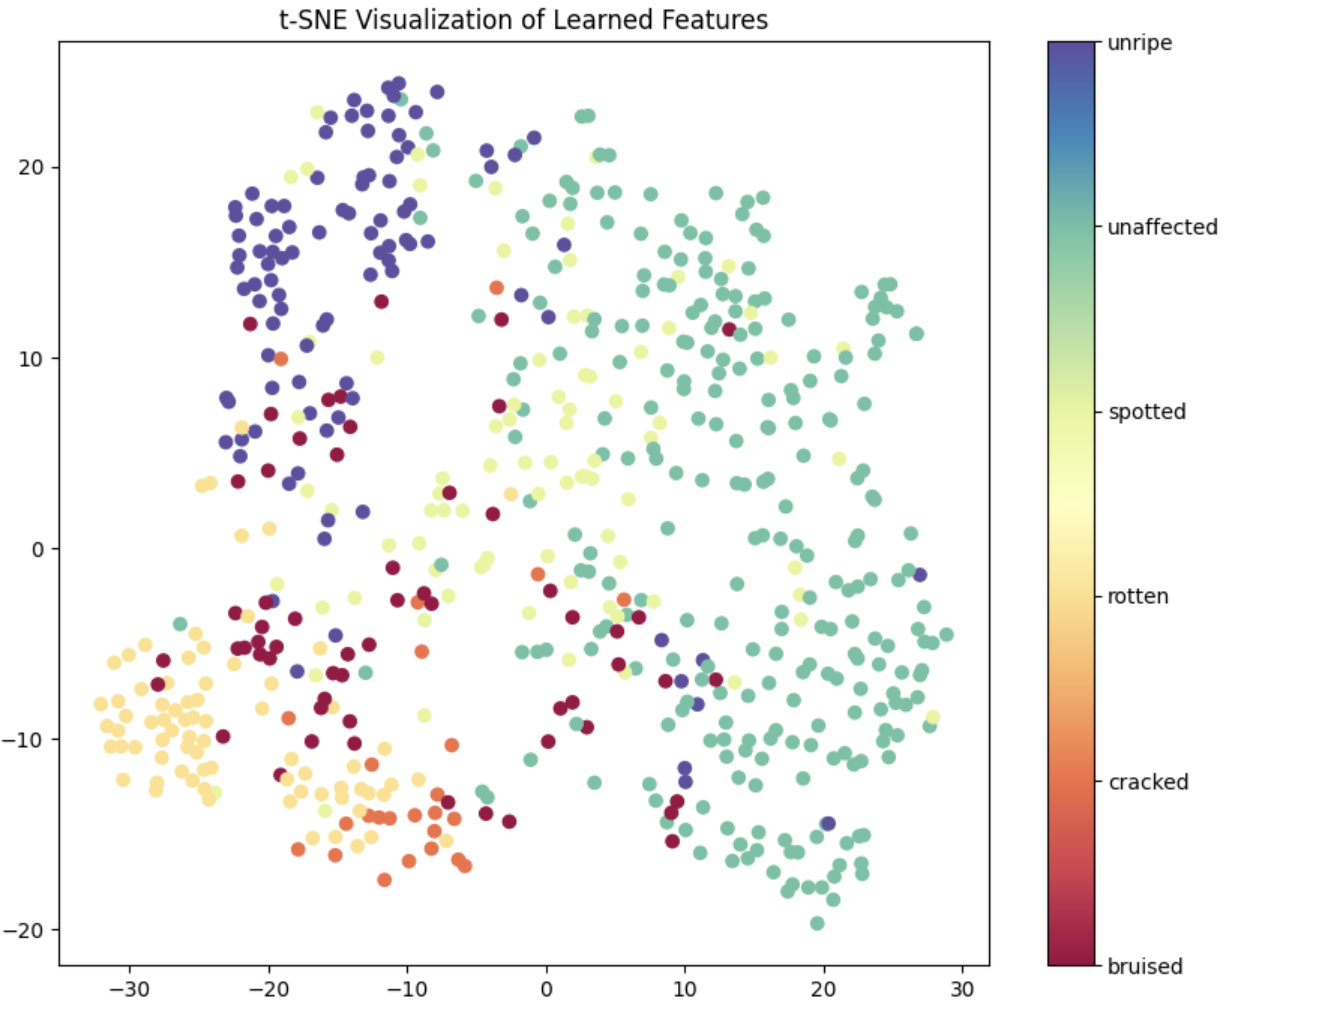 t-SNE Visualization of Learned Features
20
10
0
−10
−20
−30
−20
−10
0
10
20
30
unripe
unaffected
spotted
rotten
cracked
bruised